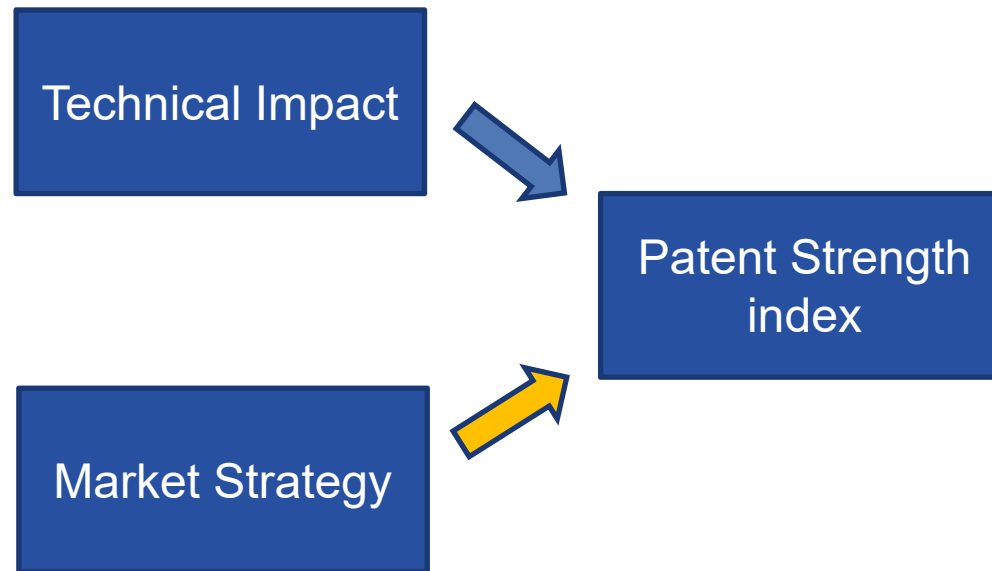 Technical Impact
Patent Strength
index
Market Strategy